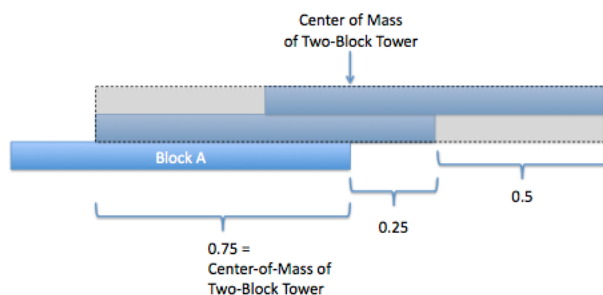 Center of Mass
of Two-Block Tower
Block A
0.5
0.25
0.75 =
Center-of-Mass of
Two-Block Tower